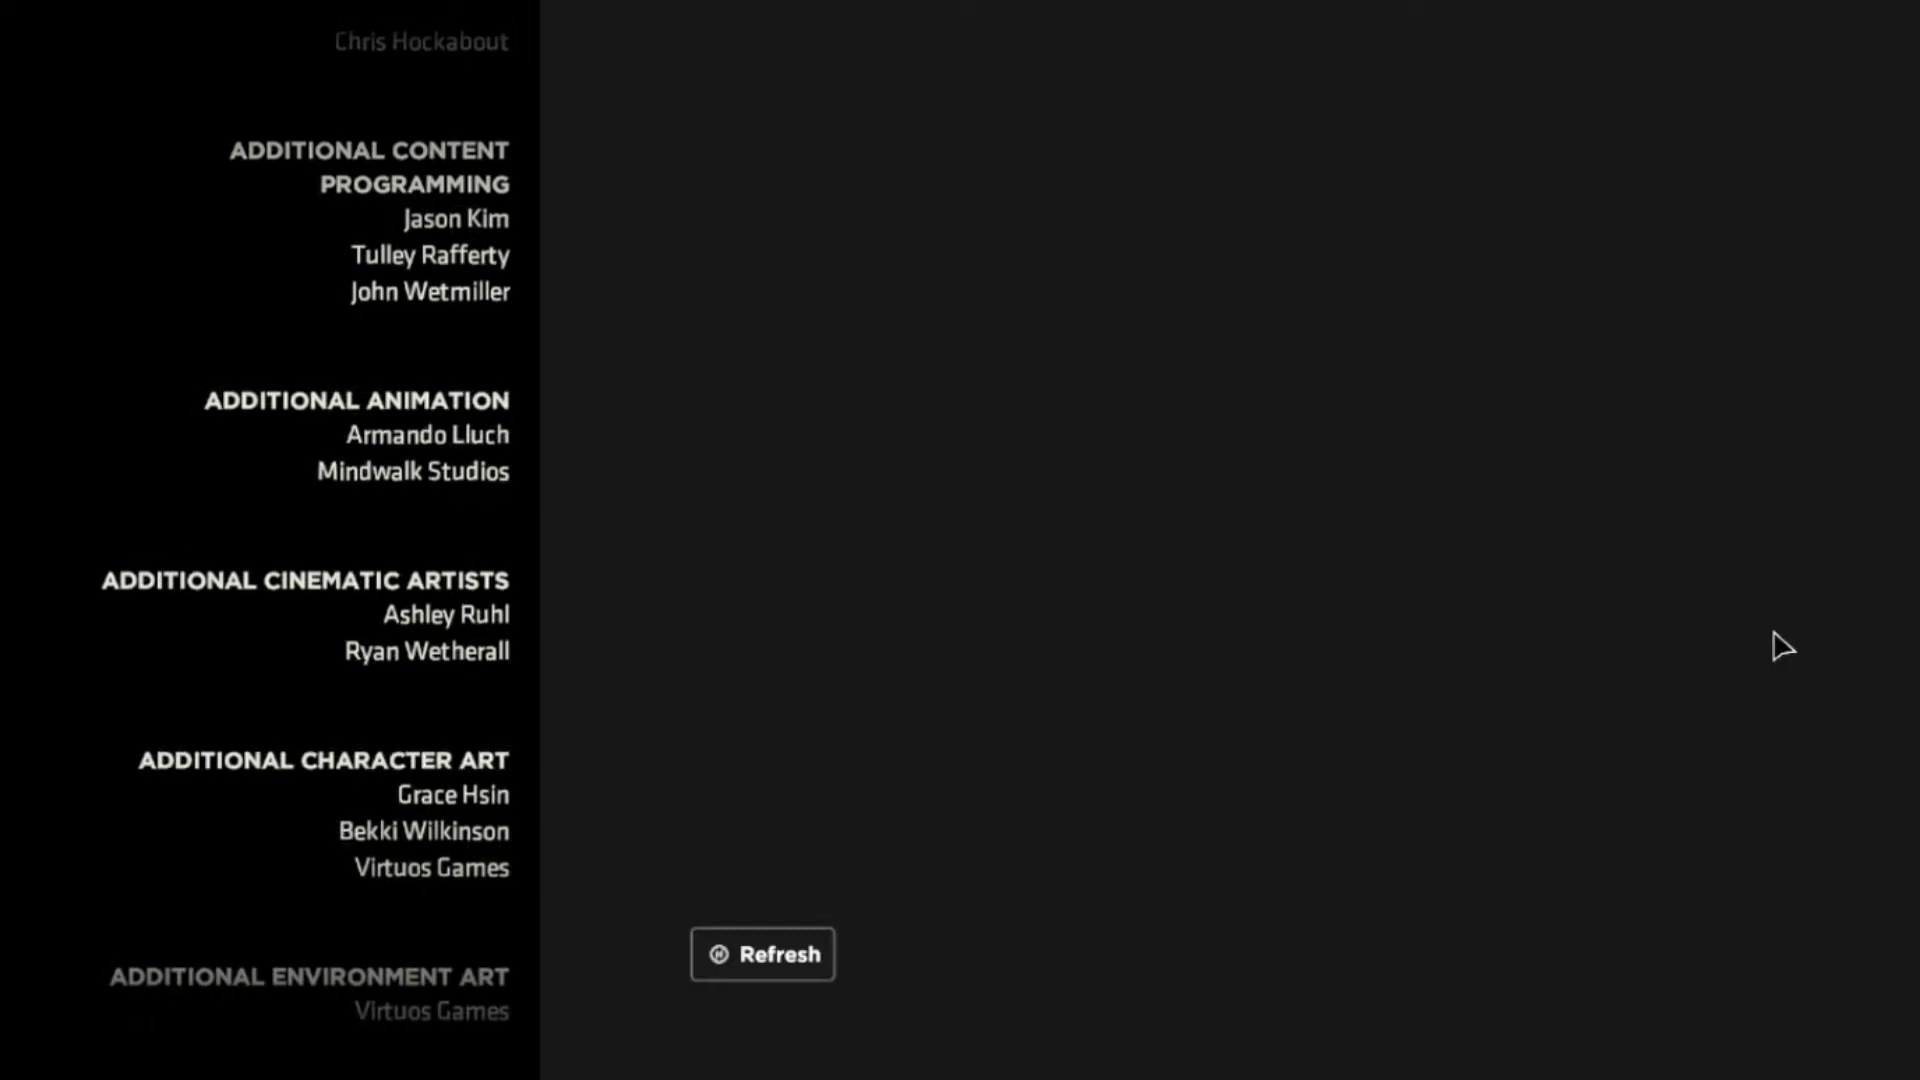 Chris Hockabout
ADDITIONAL CONTENT
PROGRAMMING
Jason Kim
Tulley Rafferty
John Wetmiller
ADDITIONAL ANIMATION
Armando Lluch
Mindwalk Studios
ADDITIONAL CINEMATIC ARTISTS
Ashley Ruhl
Ryan Wetherall
ADDITIONAL CHARACTER ART
Grace Hsin
Bekki Wilkinson
Virtuos Games
Refresh
ADDITIONAL ENVIRONMENT ART
Virtuos Games